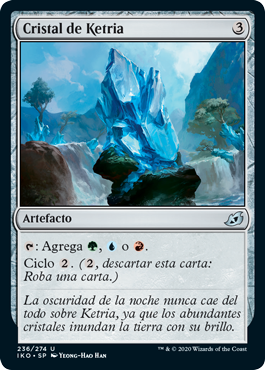 Cristal de Ketria 3
Artefacto
: Agrega , o .
Ciclo 2. (2, descartar esta carta:
Roba una carta.)
La oscuridad de la noche nunca cae del
todo sobre Ketria, ya que los abundantes
cristales inundan la tierra con su brillo.
236/274 U
IKO • SP Yeong-Hao Han
™ & © 2020 Wizards of the Coast